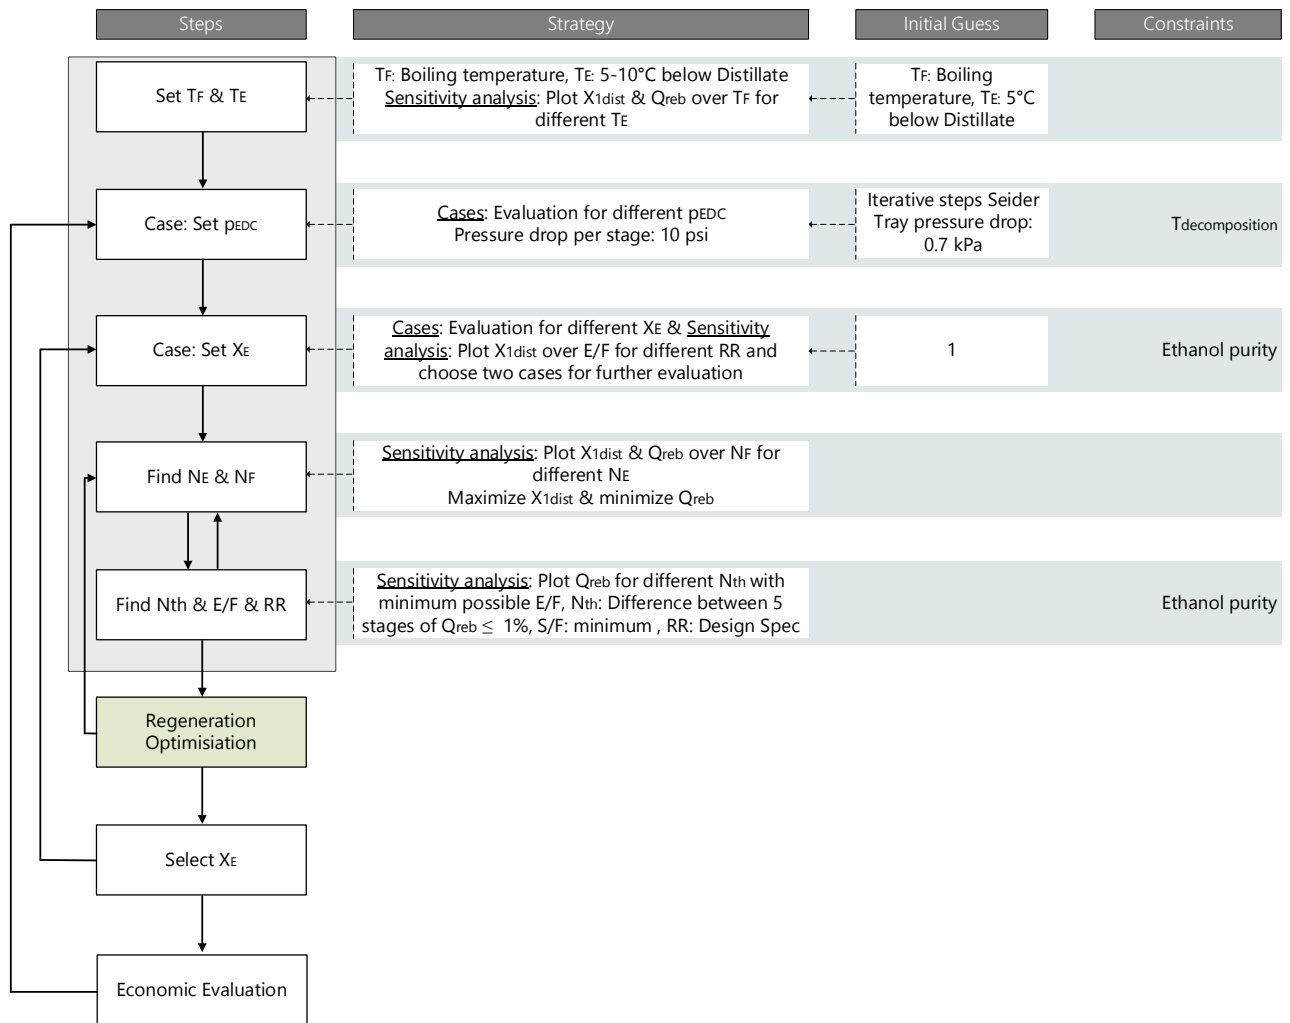 Steps
Strategy
Initial Guess
Constraints
Set TF & TE
TF: Boiling temperature, TE: 5-10°C below Distillate
Sensitivity analysis: Plot X1dist & Qreb over TF for
different TE
TF: Boiling
temperature, TE: 5°C
below Distillate
Case: Set pEDC
Cases: Evaluation for different pEDC
Pressure drop per stage: 10 psi
Iterative steps Seider
Tray pressure drop:
0.7 kPa
Tdecomposition
Case: Set XE
Cases: Evaluation for different XE & Sensitivity
analysis: Plot X1dist over E/F for different RR and
choose two cases for further evaluation
1
Ethanol purity
Find NE & NF
Sensitivity analysis: Plot X1dist & Qreb over NF for
different NE
Maximize X1dist & minimize Qreb
Find Nth & E/F & RR
Sensitivity analysis: Plot Qreb for different Nth with
minimum possible E/F, Nth: Difference between 5
stages of Qreb ≤ 1%, S/F: minimum , RR: Design Spec
Ethanol purity
Regeneration
Optimisiation
Select XE
Economic Evaluation